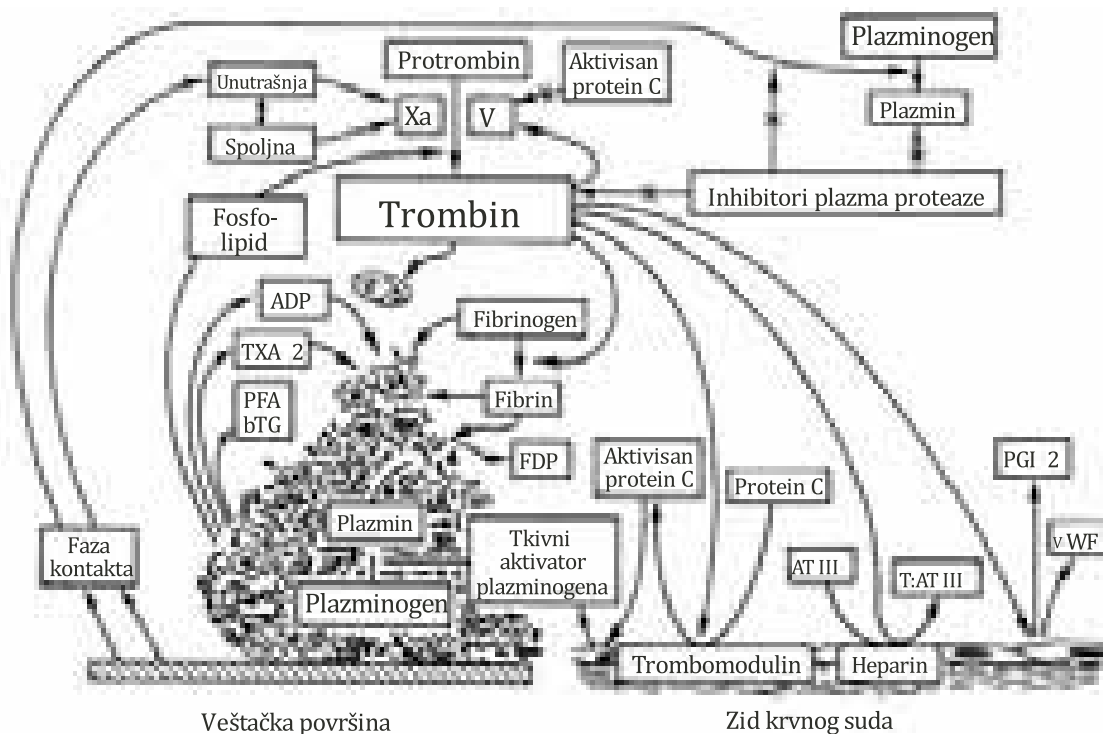 Plazminogen
Protrombin
Aktivisan
protein C
Unutrašnja
Xa
V
Plazmin
Spoljna
Inhibitori plazma proteaze
Trombin
Fosfo-
lipid
ADP
Fibrinogen
TXA 2
Fibrin
PFA
bTG
FDP
Aktivisan
protein C
Protein C
PGI 2
Plazmin
Tkivni
aktivator
plazminogena
Faza
kontakta
v WF
AT III
T:AT III
Plazminogen
Trombomodulin
Heparin
Veštačka površina
Zid krvnog suda